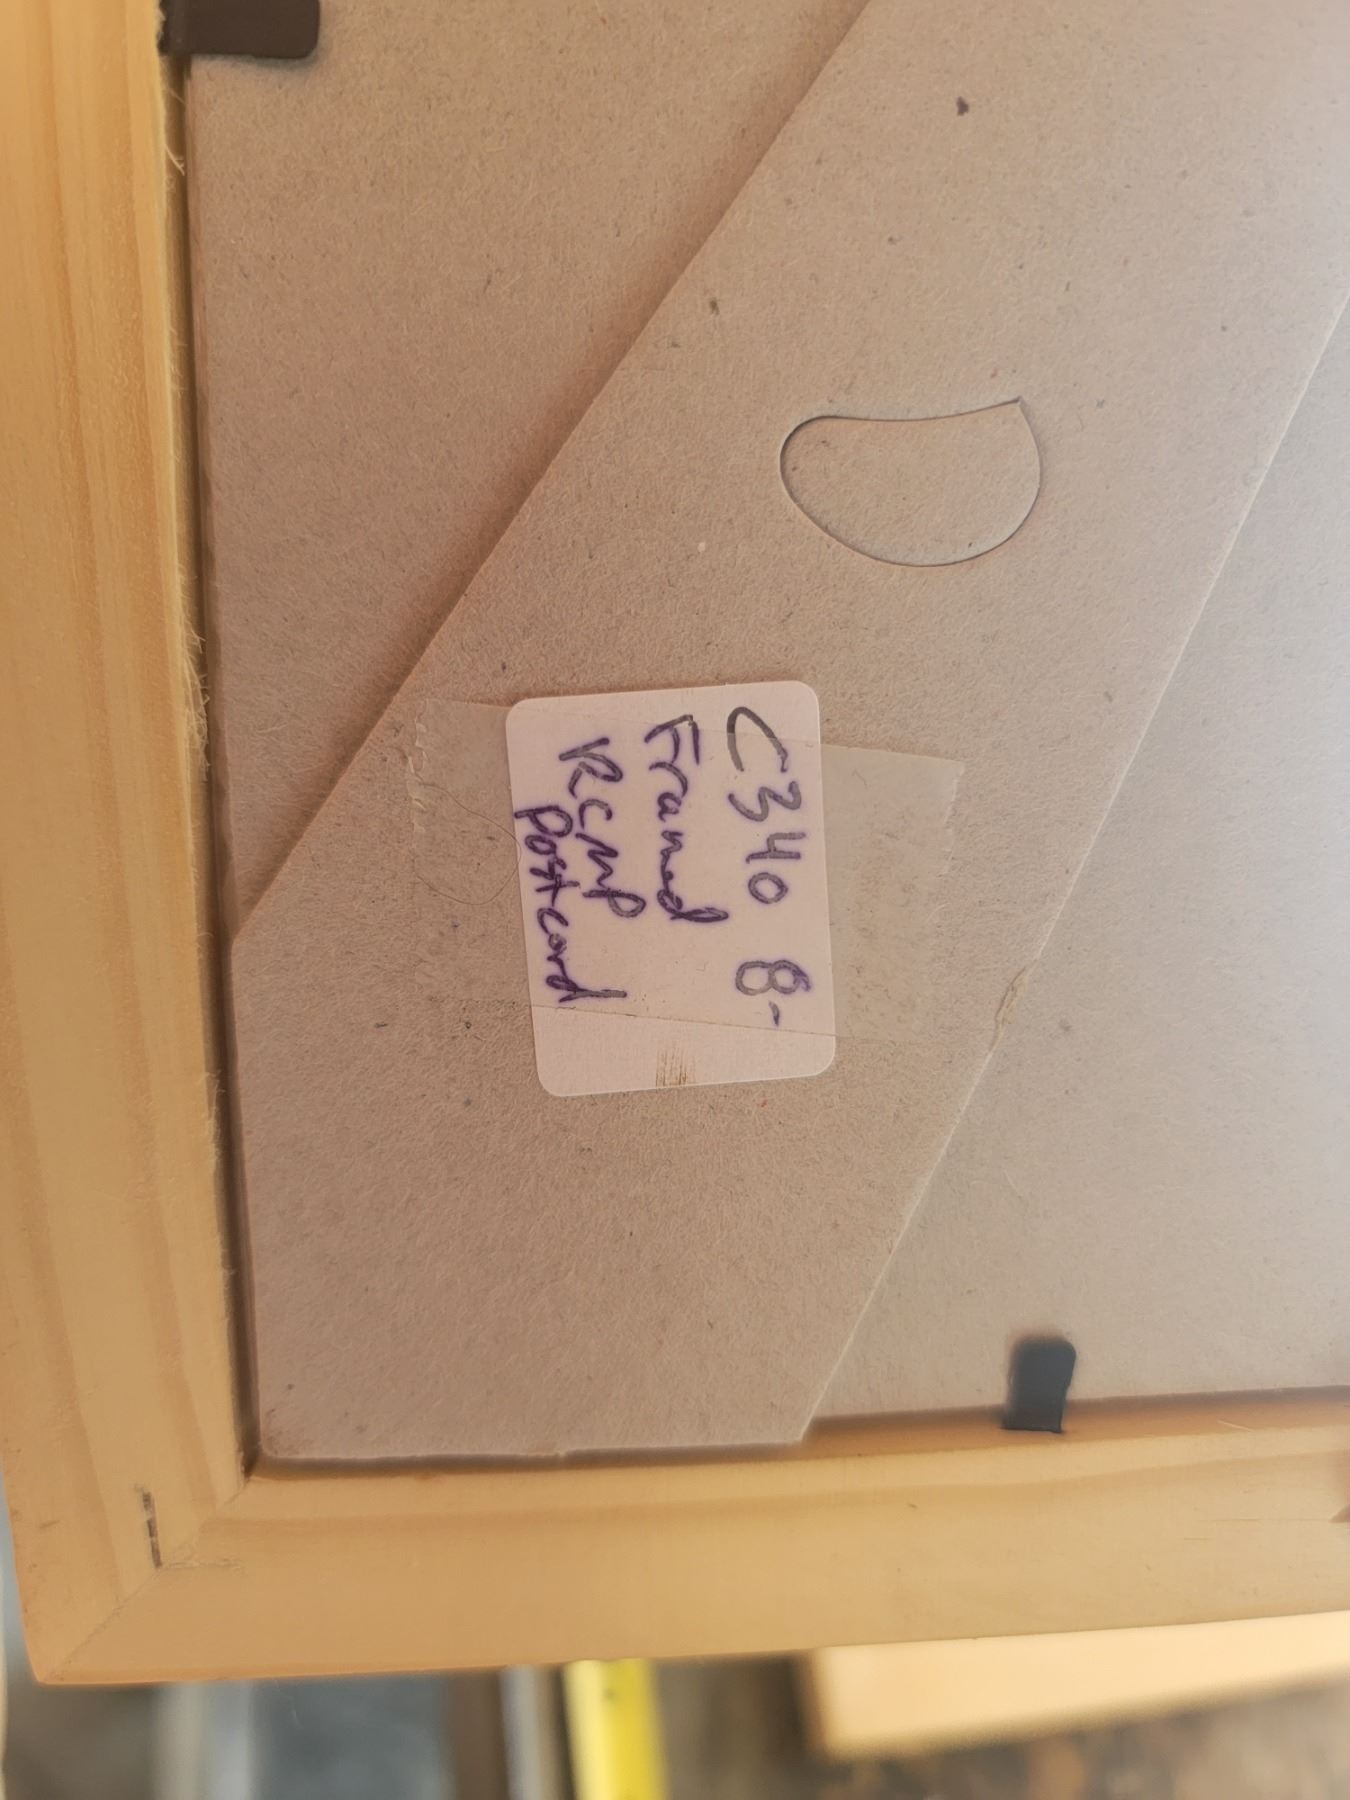 C340 8-
Framed
RCMP
Postcard